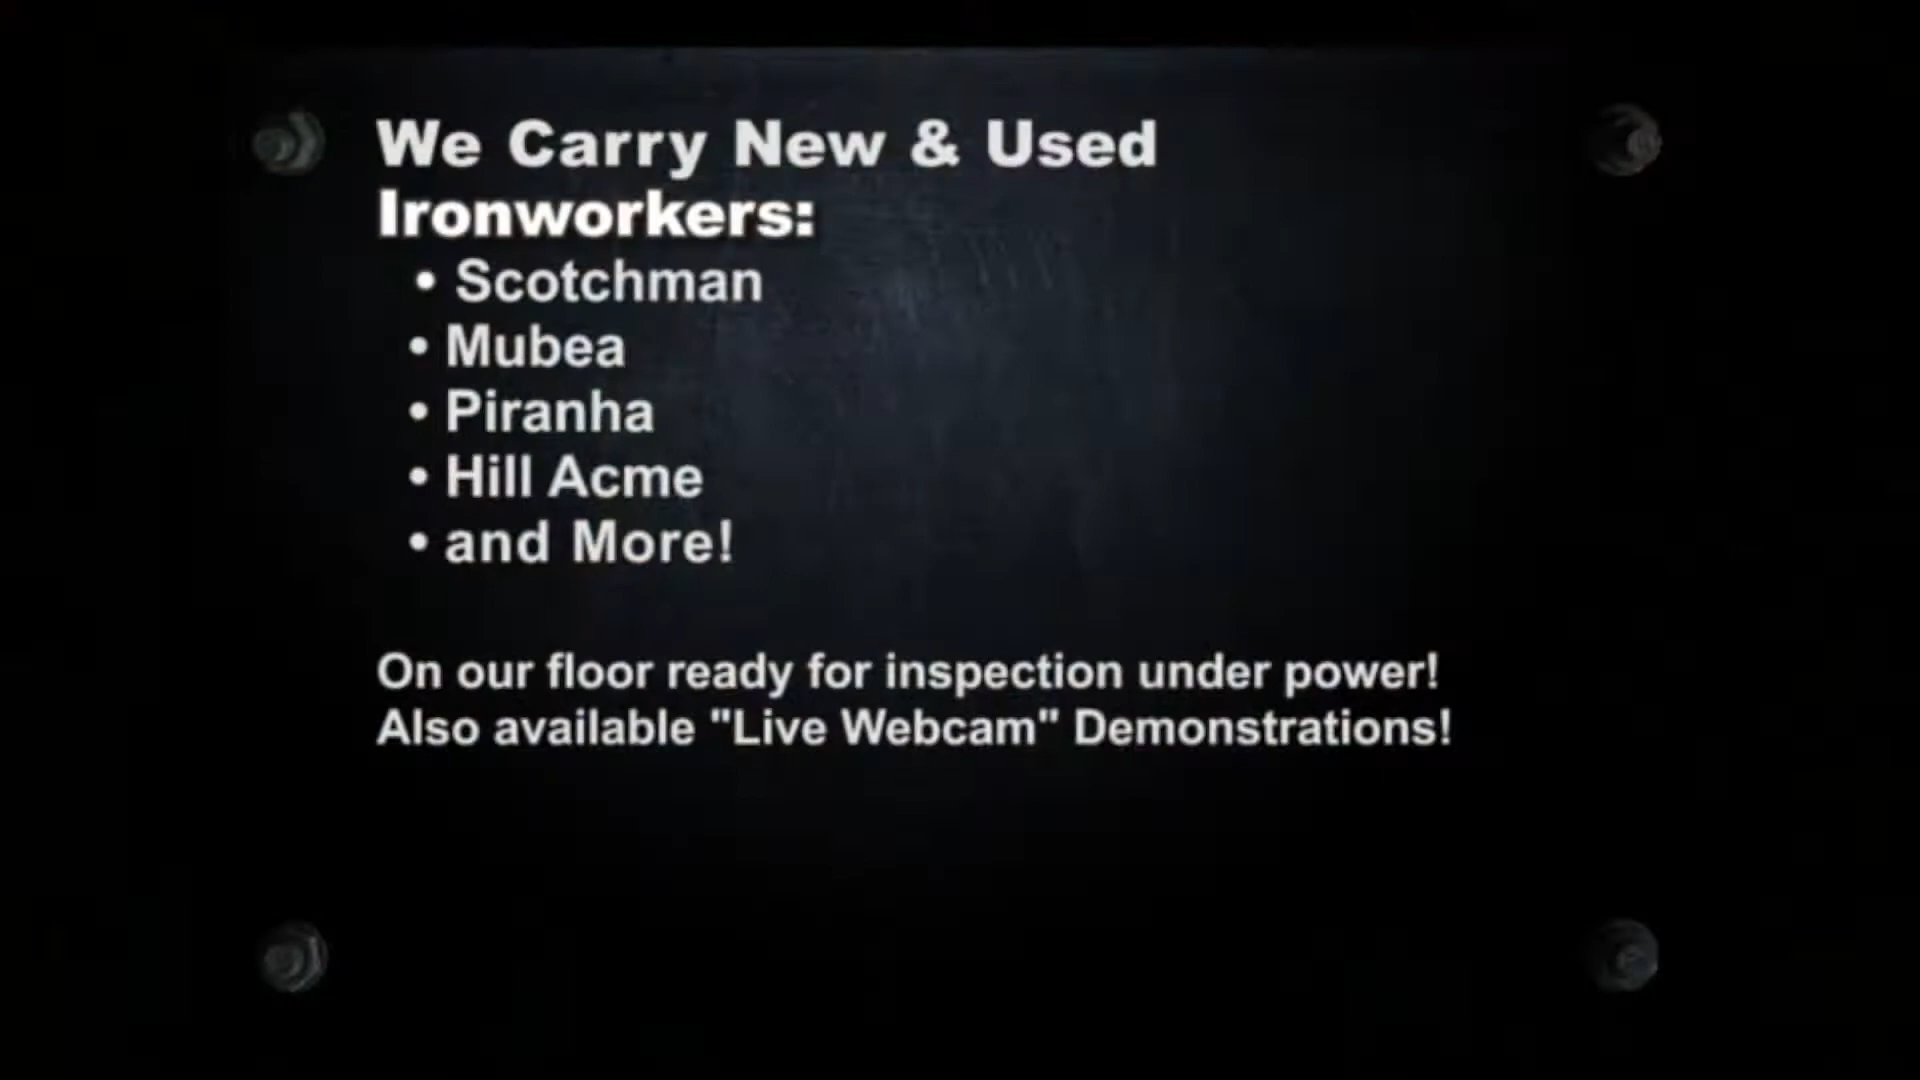 We Carry New & Used
Ironworkers:
• Scotchman
• Mubea
• Piranha
• Hill Acme
• and More!
On our floor ready for inspection under power!
Also available "Live Webcam" Demonstrations!